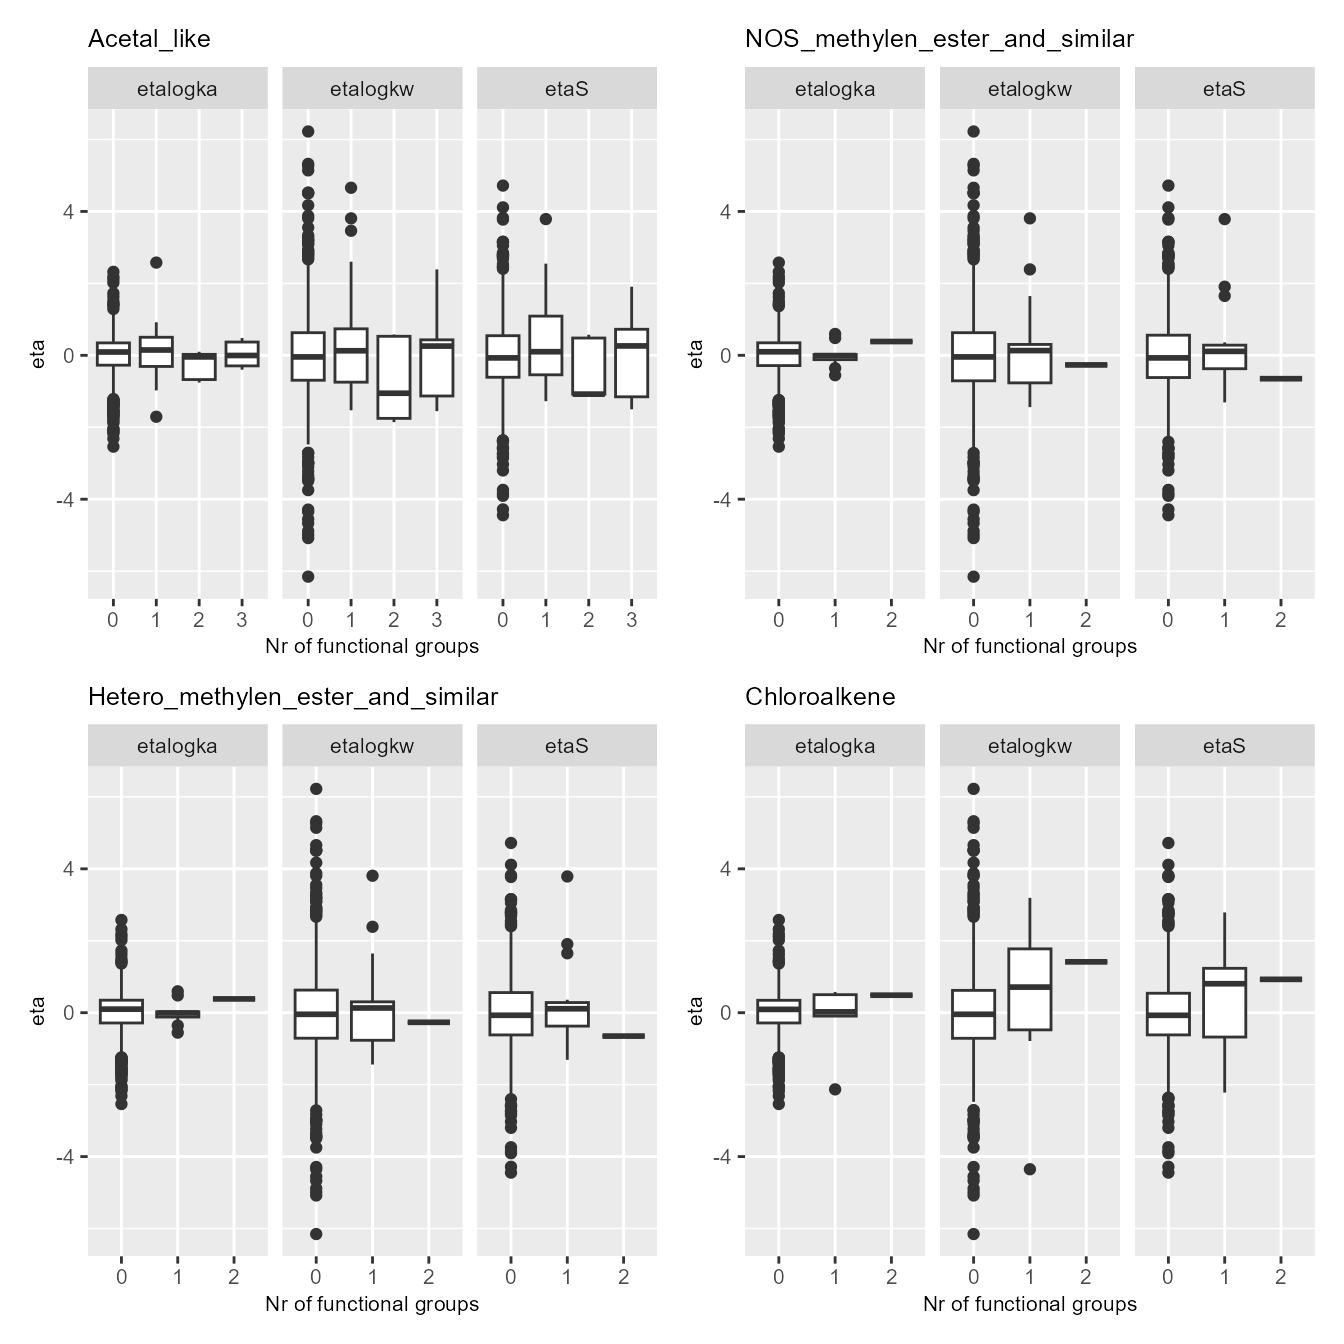 Acetal_like
etalogka etalogkw etaS
eta
4
0
-4
0 1 2 3 0 1 2 3 0 1 2 3
Nr of functional groups
NOS_methylen_ester_and_similar
etalogka etalogkw etaS
eta
4
0
-4
0 1 2 0 1 2 0 1 2
Nr of functional groups
Hetero_methylen_ester_and_similar
etalogka etalogkw etaS
eta
4
0
-4
0 1 2 0 1 2 0 1 2
Nr of functional groups
Chloroalkene
etalogka etalogkw etaS
eta
4
0
-4
0 1 2 0 1 2 0 1 2
Nr of functional groups